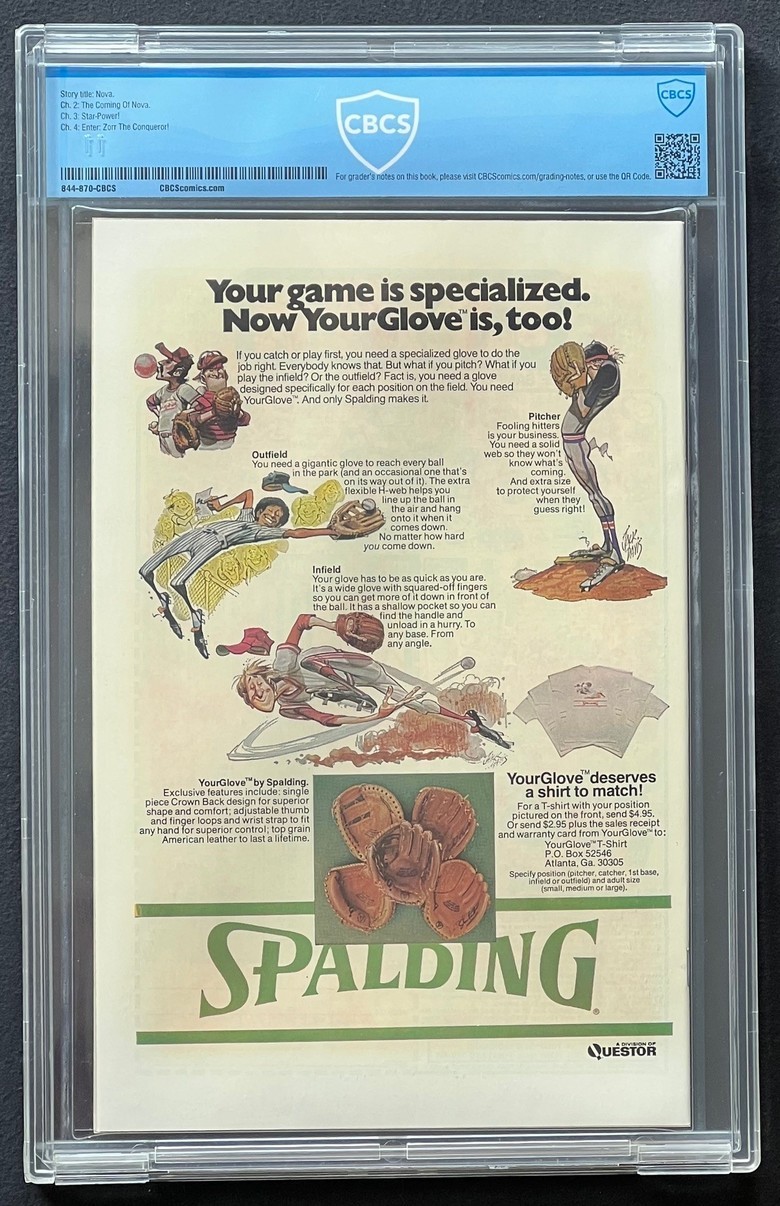 Story title: Nova.
Ch. 2: The Coming Of Nova.
Ch. 3: Star-Power!
Ch. 4: Enter: Zorr The Conqueror!
CBCS
CBCS
844-870-CBCS
CBCScomics.com
For grader's notes on this book, please visit CBCScomics.com/grading-notes, or use the QR Code.
Your game is specialized.
Now YourGlove™ is, too!
If you catch or play first, you need a specialized glove to do the
job right. Everybody knows that. But what if you pitch? What if you
play the infield? Or the outfield? Fact is, you need a glove
designed specifically for each position on the field. You need
YourGlove™. And only Spalding makes it.
Pitcher
Fooling hitters
is your business.
You need a solid
web so they won't
know what's
coming.
And extra size
to protect yourself
when they
guess right!
JACK DAVIS
Outfield
You need a gigantic glove to reach every ball
in the park (and an occasional one that's
on its way out of it). The extra
flexible H-web helps you
line up the ball in
the air and hang
onto it when it
comes down.
No matter how hard
you come down.
Infield
Your glove has to be as quick as you are.
It's a wide glove with squared-off fingers
so you can get more of it down in front of
the ball. It has a shallow pocket so you can
find the handle and
unload in a hurry. To
any base. From
any angle.
JACK DAVIS
YourGlove™ by Spalding.
Exclusive features include: single
piece Crown Back design for superior
shape and comfort; adjustable thumb
and finger loops and wrist strap to fit
any hand for superior control; top grain
American leather to last a lifetime.
YourGlove™ deserves
a shirt to match!
For a T-shirt with your position
pictured on the front, send $4.95.
Or send $2.95 plus the sales receipt
and warranty card from YourGlove™ to:
YourGlove™ T-Shirt
P.O. Box 52546
Atlanta, Ga. 30305
Specify position (pitcher, catcher, 1st base,
infield or outfield) and adult size
(small, medium or large).
SPALDING®
A DIVISION OF
QUESTOR